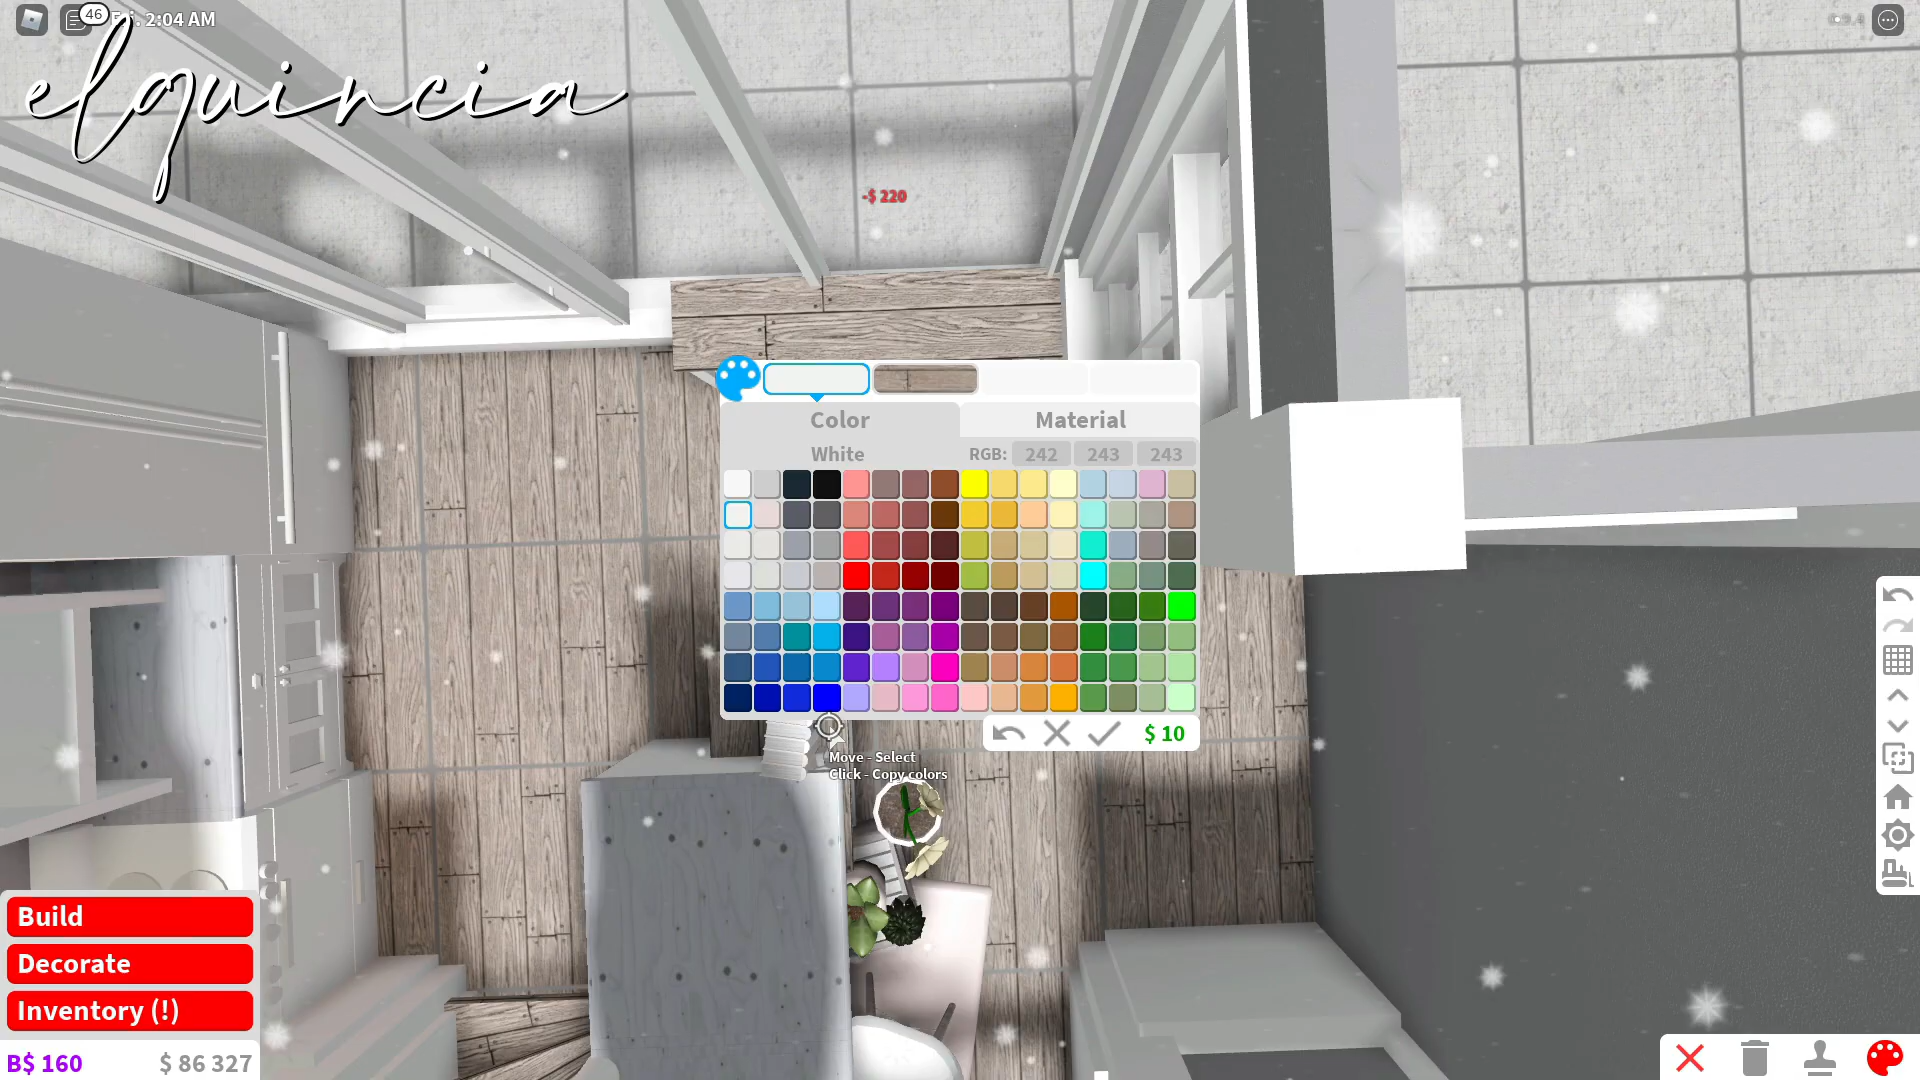 46
Fri. 2:04 AM
elquincia
-$ 220
Color
Material
White
RGB: 242 243 243
$ 10
Move - Select
Click - Copy colors
Build
Decorate
Inventory (!)
B$ 160
$ 86 327